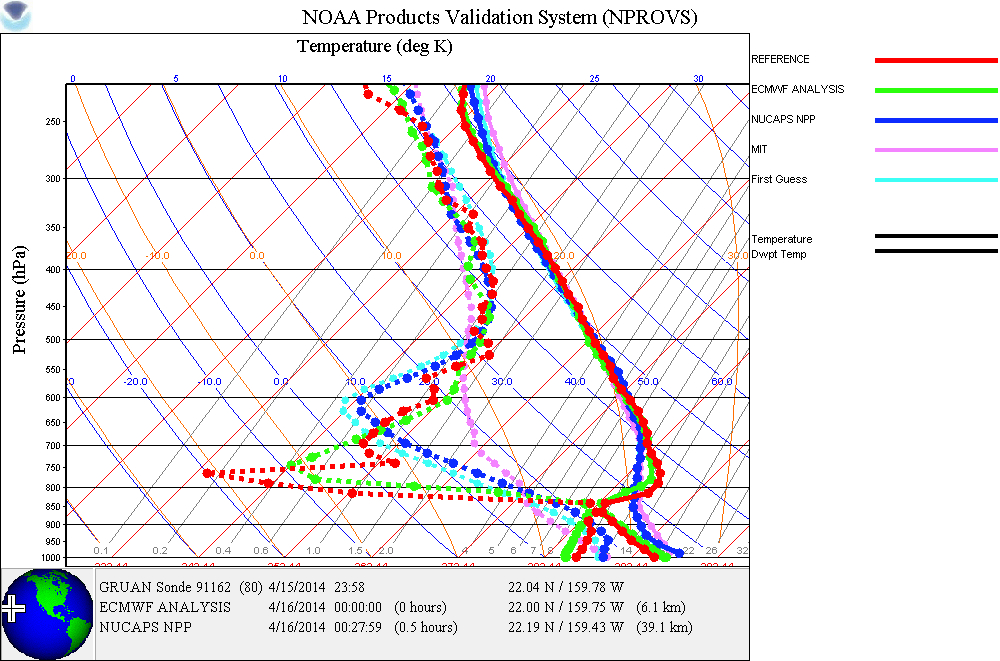 NOAA Products Validation System (NPROVS)
Temperature (deg K)
0 5 10 15 20 25 30
REFERENCE
ECMWF ANALYSIS
NUCAPS NPP
MIT
First Guess
Temperature
Dwpt Temp
Pressure (hPa)
250
300
350
20.0 -10.0 0.0 10.0 20.0 30.0
400
450
500
550
.0 -20.0 -10.0 0.0 10.0 20.0 30.0 40.0 50.0 60.0
600
650
700
750
800
850
900
950
0.1 0.2 0.4 0.6 1.0 1.5 2.0 4 5 6 7 8 14 22 26 32
1000
GRUAN Sonde 91162 (80) 4/15/2014 23:58 22.04 N / 159.78 W
ECMWF ANALYSIS 4/16/2014 00:00:00 (0 hours) 22.00 N / 159.75 W (6.1 km)
NUCAPS NPP 4/16/2014 00:27:59 (0.5 hours) 22.19 N / 159.43 W (39.1 km)